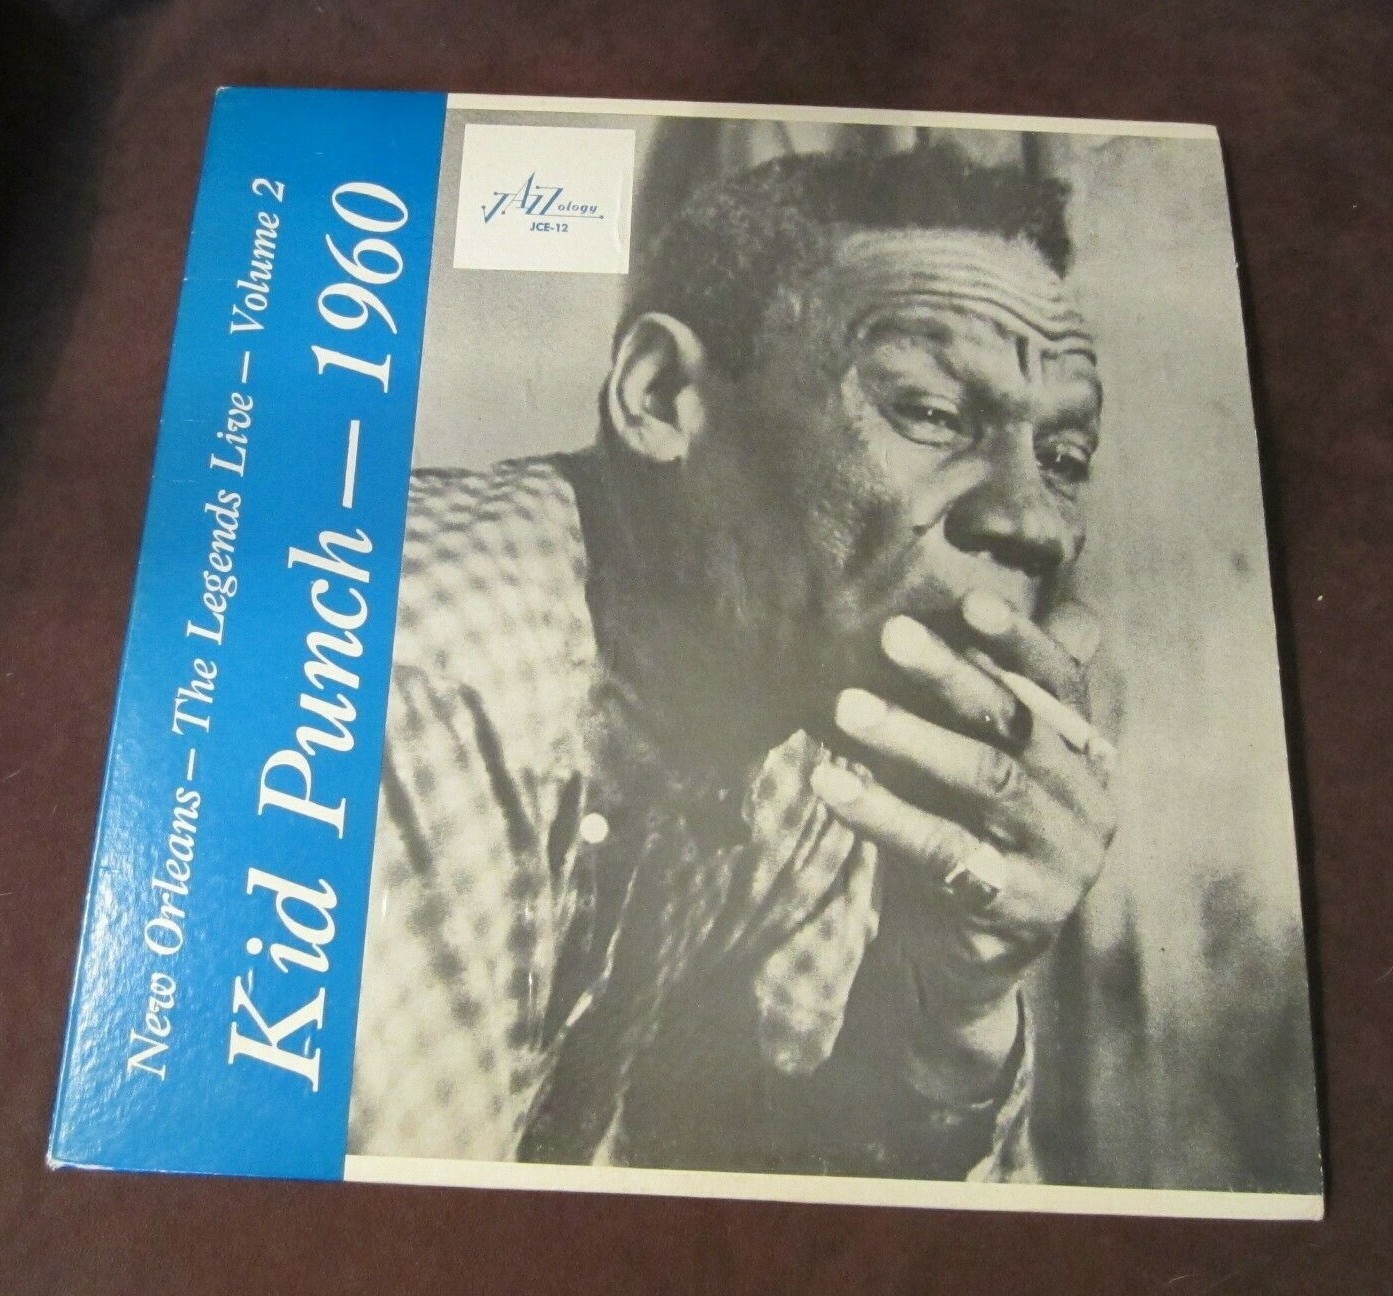 New Orleans — The Legends Live — Volume 2
Kid Punch — 1960
JAZZology
JCE-12